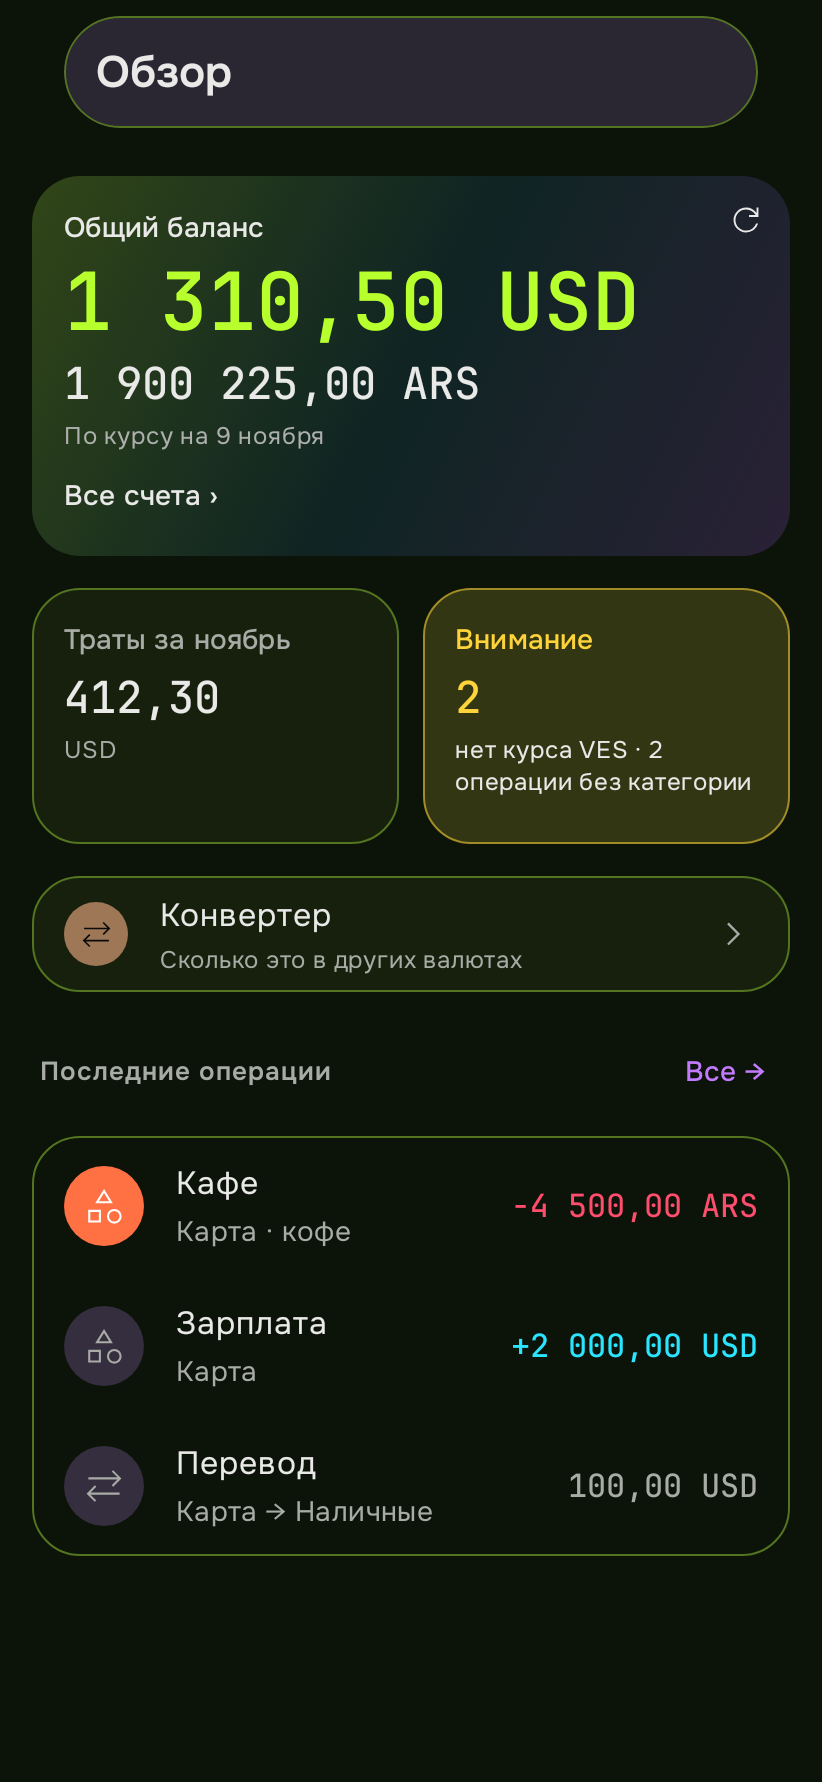 Обзор
Общий баланс
1 310,50 USD
1 900 225,00 ARS
По курсу на 9 ноября
Все счета ›
Траты за ноябрь
412,30
USD
Внимание
2
нет курса VES · 2
операции без категории
Конвертер
Сколько это в других валютах
Последние операции
Все →
Кафе
Карта · кофе
-4 500,00 ARS
Зарплата
Карта
+2 000,00 USD
Перевод
Карта → Наличные
100,00 USD